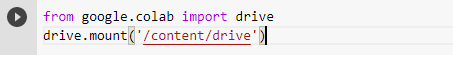 from google.colab import drive
drive.mount('/content/drive')